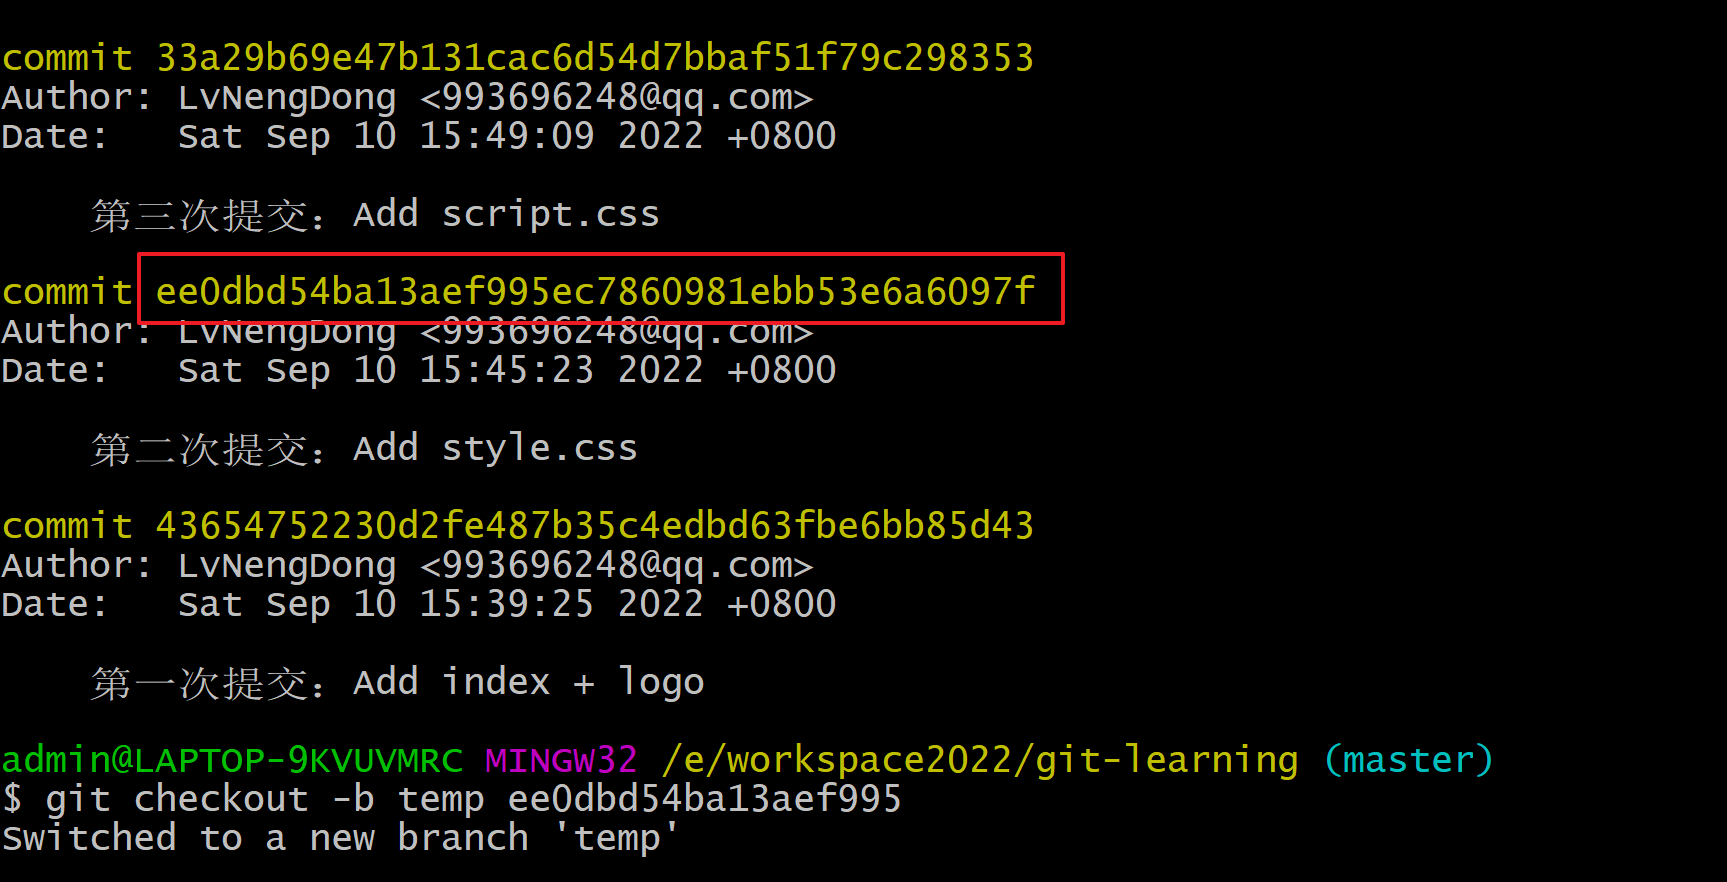 commit 33a29b69e47b131cac6d54d7bbaf51f79c298353
Author: LvNengDong <993696248@qq.com>
Date:   Sat Sep 10 15:49:09 2022 +0800
第三次提交：Add script.css
commit ee0dbd54ba13aef995ec7860981ebb53e6a6097f
Author: LvNengDong <993696248@qq.com>
Date:   Sat Sep 10 15:45:23 2022 +0800
第二次提交：Add style.css
commit 43654752230d2fe487b35c4edbd63fbe6bb85d43
Author: LvNengDong <993696248@qq.com>
Date:   Sat Sep 10 15:39:25 2022 +0800
第一次提交：Add index + logo
admin@LAPTOP-9KVUVMRC MINGW32 /e/workspace2022/git-learning (master)
$ git checkout -b temp ee0dbd54ba13aef995
Switched to a new branch 'temp'